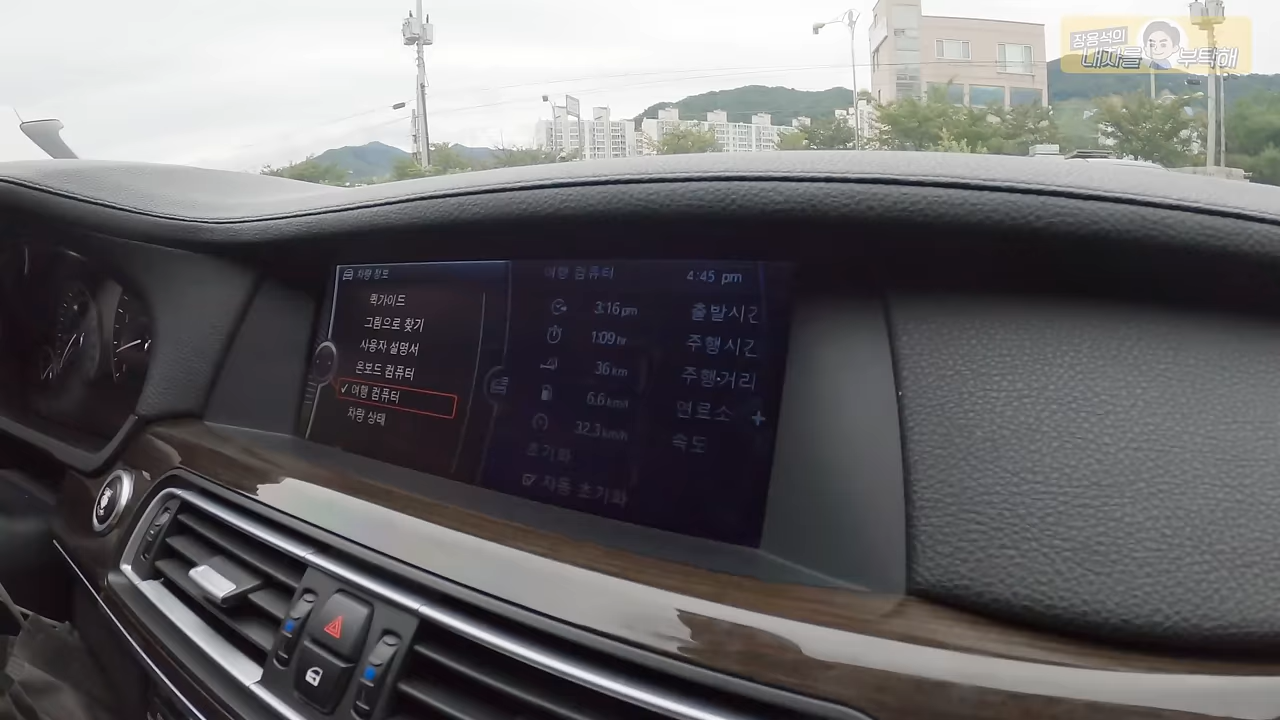 장용석의
내차를 부탁해
차량 정보
퀵가이드
그림으로 찾기
사용자 설명서
온보드 컴퓨터
✓ 여행 컴퓨터
차량 상태
여행 컴퓨터
4:45 pm
3:16 pm 출발시간
1:09 hr 주행시간
36 km 주행거리
6.6 km/l 연료소
32.3 km/h 속도
초기화
자동 초기화